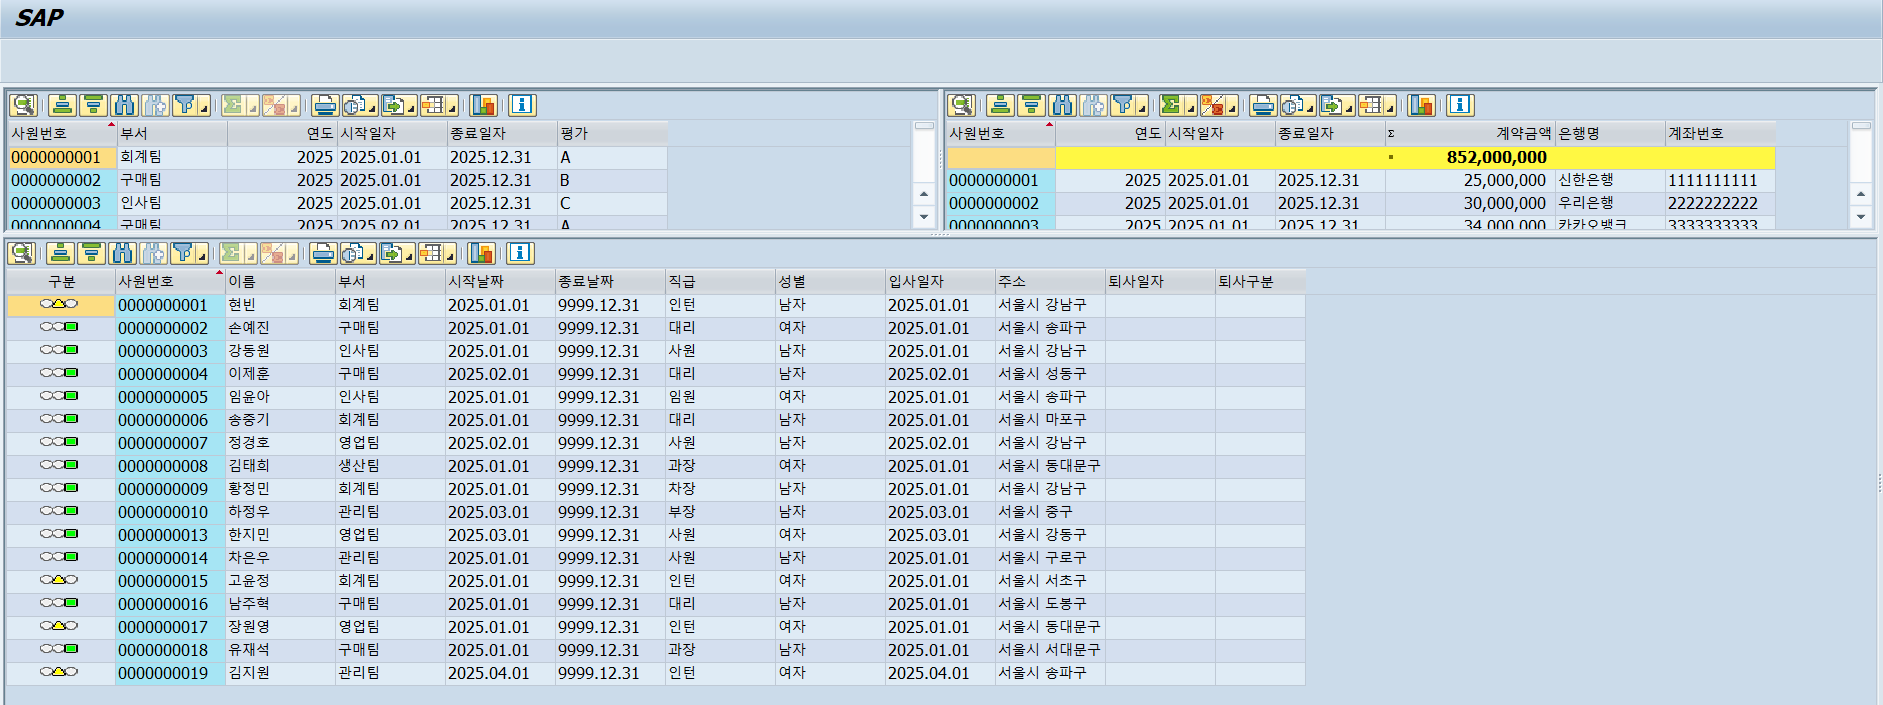 SAP
사원번호 부서 연도 시작일자 종료일자 평가
0000000001 회계팀 2025 2025.01.01 2025.12.31 A
0000000002 구매팀 2025 2025.01.01 2025.12.31 B
0000000003 인사팀 2025 2025.01.01 2025.12.31 C
0000000004 구매팀 2025 2025.02.01 2025.12.31 A
사원번호 연도 시작일자 종료일자 Σ 계약금액 은행명 계좌번호
852,000,000
0000000001 2025 2025.01.01 2025.12.31 25,000,000 신한은행 1111111111
0000000002 2025 2025.01.01 2025.12.31 30,000,000 우리은행 2222222222
0000000003 2025 2025.01.01 2025.12.31 34,000,000 카카오뱅크 3333333333
구분 사원번호 이름 부서 시작날짜 종료날짜 직급 성별 입사일자 주소 퇴사일자 퇴사구분
0000000001 현빈 회계팀 2025.01.01 9999.12.31 인턴 남자 2025.01.01 서울시 강남구
0000000002 손예진 구매팀 2025.01.01 9999.12.31 대리 여자 2025.01.01 서울시 송파구
0000000003 강동원 인사팀 2025.01.01 9999.12.31 사원 남자 2025.01.01 서울시 강남구
0000000004 이제훈 구매팀 2025.02.01 9999.12.31 대리 남자 2025.02.01 서울시 성동구
0000000005 임윤아 인사팀 2025.01.01 9999.12.31 임원 여자 2025.01.01 서울시 송파구
0000000006 송중기 회계팀 2025.01.01 9999.12.31 대리 남자 2025.01.01 서울시 마포구
0000000007 정경호 영업팀 2025.02.01 9999.12.31 사원 남자 2025.02.01 서울시 강남구
0000000008 김태희 생산팀 2025.01.01 9999.12.31 과장 여자 2025.01.01 서울시 동대문구
0000000009 황정민 회계팀 2025.01.01 9999.12.31 차장 남자 2025.01.01 서울시 강남구
0000000010 하정우 관리팀 2025.03.01 9999.12.31 부장 남자 2025.03.01 서울시 중구
0000000013 한지민 영업팀 2025.03.01 9999.12.31 사원 여자 2025.03.01 서울시 강동구
0000000014 차은우 관리팀 2025.01.01 9999.12.31 사원 남자 2025.01.01 서울시 구로구
0000000015 고윤정 회계팀 2025.01.01 9999.12.31 인턴 여자 2025.01.01 서울시 서초구
0000000016 남주혁 구매팀 2025.01.01 9999.12.31 대리 남자 2025.01.01 서울시 도봉구
0000000017 장원영 영업팀 2025.01.01 9999.12.31 인턴 여자 2025.01.01 서울시 동대문구
0000000018 유재석 구매팀 2025.01.01 9999.12.31 과장 남자 2025.01.01 서울시 서대문구
0000000019 김지원 관리팀 2025.04.01 9999.12.31 인턴 여자 2025.04.01 서울시 송파구